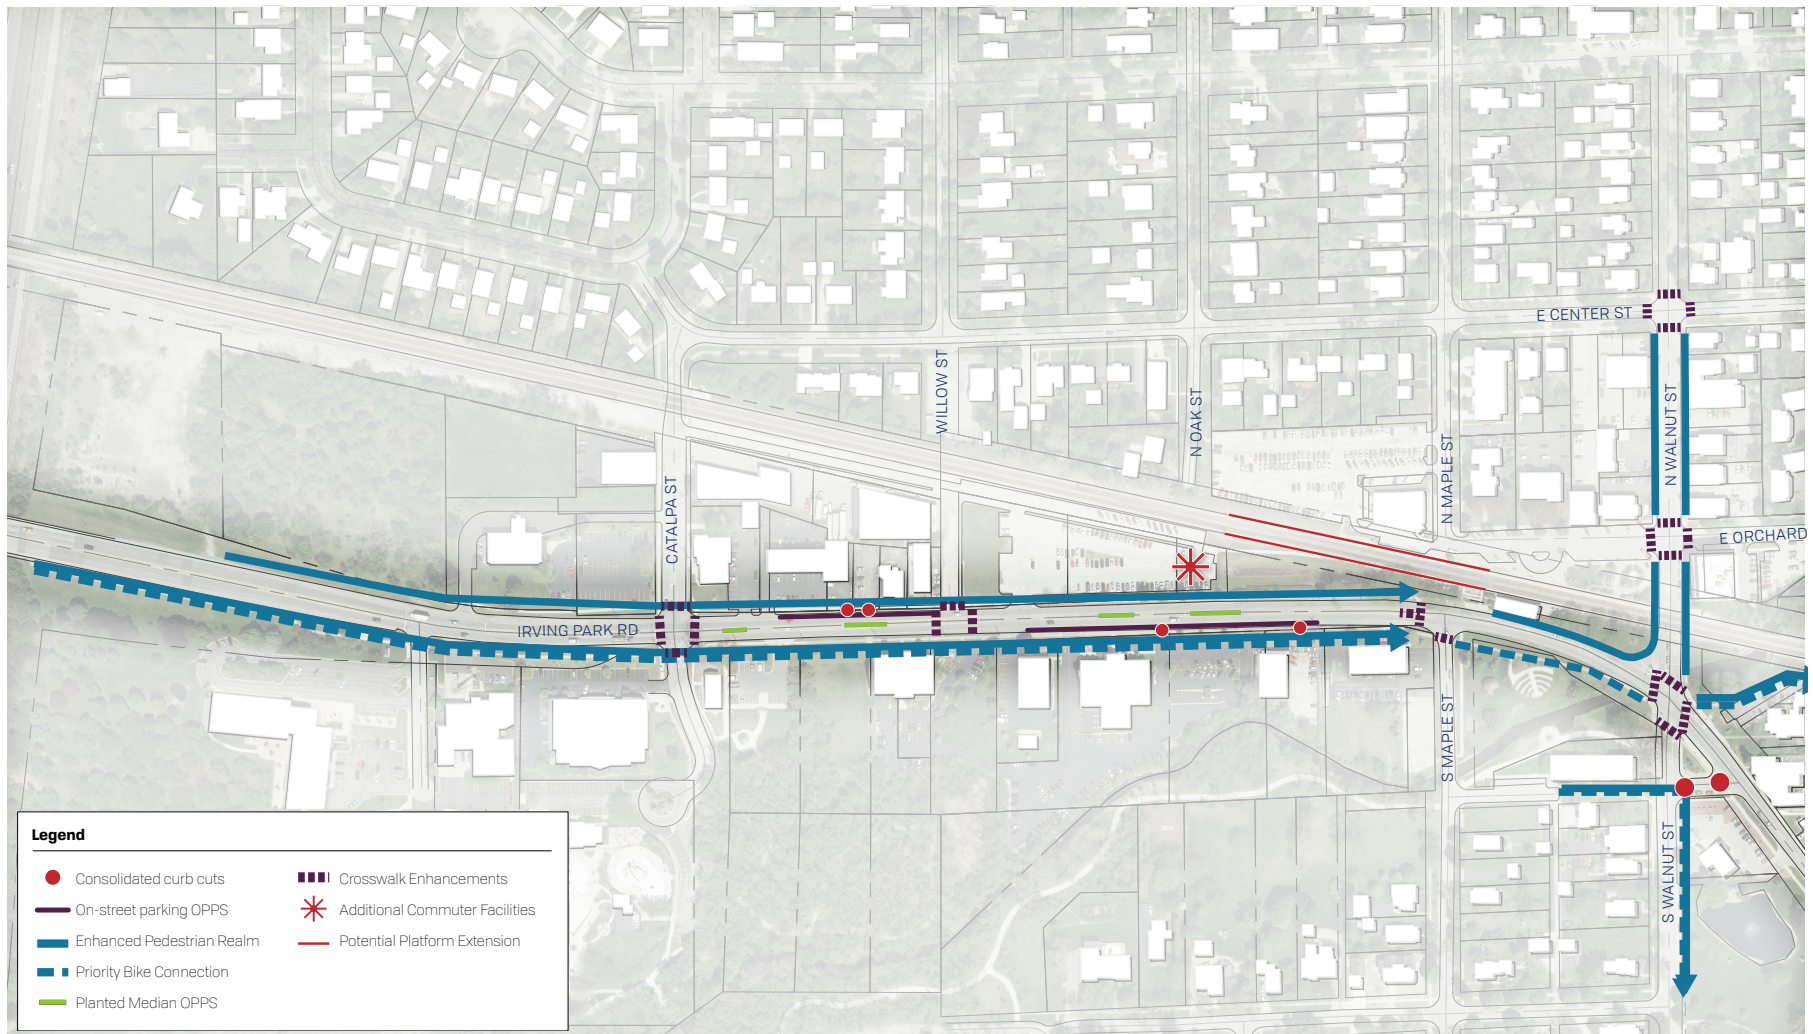 E CENTER ST
WILLOW ST
N OAK ST
N MAPLE ST
N WALNUT ST
CATALPA ST
E ORCHARD
IRVING PARK RD
S MAPLE ST
S WALNUT ST
Legend
Consolidated curb cuts
On-street parking OPPS
Enhanced Pedestrian Realm
Priority Bike Connection
Planted Median OPPS
Crosswalk Enhancements
Additional Commuter Facilities
Potential Platform Extension